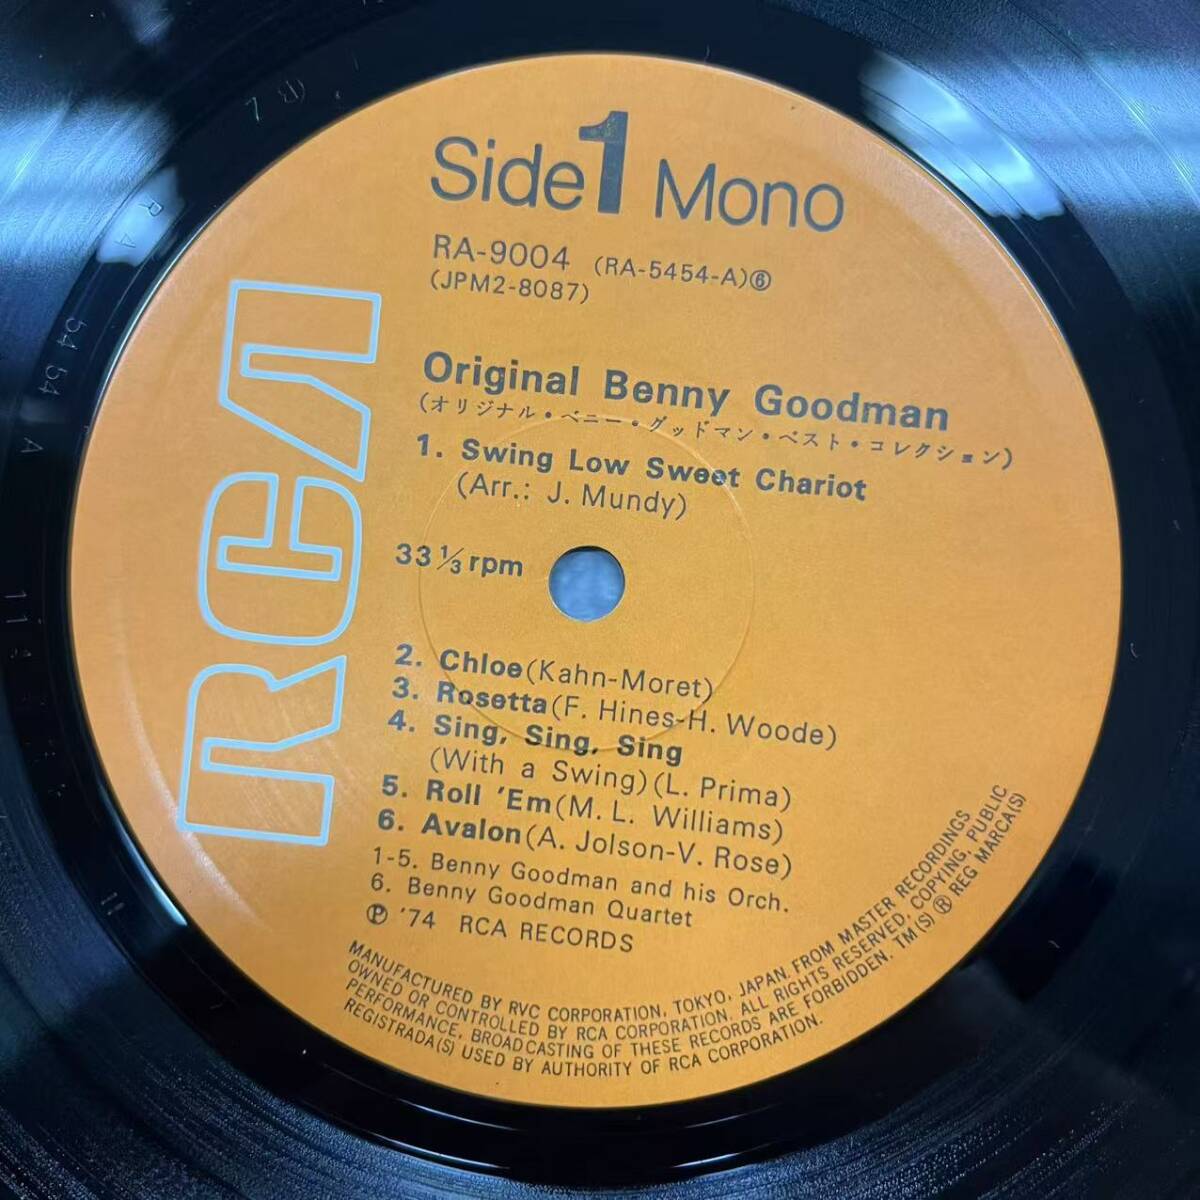 Side 1 Mono
RA-9004 (RA-5454-A)⑥
(JPM2-8087)
RCA
Original Benny Goodman
(オリジナル・ベニー・グッドマン・ベスト・コレクション)
1. Swing Low Sweet Chariot
(Arr.: J. Mundy)
33 1/3 rpm
2. Chloe (Kahn-Moret)
3. Rosetta (F. Hines-H. Woode)
4. Sing, Sing, Sing
(With a Swing) (L. Prima)
5. Roll 'Em (M. L. Williams)
6. Avalon (A. Jolson-V. Rose)
1-5. Benny Goodman and his Orch.
6. Benny Goodman Quartet
℗ '74 RCA RECORDS
MANUFACTURED BY RVC CORPORATION, TOKYO, JAPAN. FROM MASTER RECORDINGS
OWNED OR CONTROLLED BY RCA CORPORATION. ALL RIGHTS RESERVED, COPYING, PUBLIC
PERFORMANCE, BROADCASTING OF THESE RECORDS ARE FORBIDDEN. TM(S) ® REG MARCA(S)
REGISTRADA(S) USED BY AUTHORITY OF RCA CORPORATION.